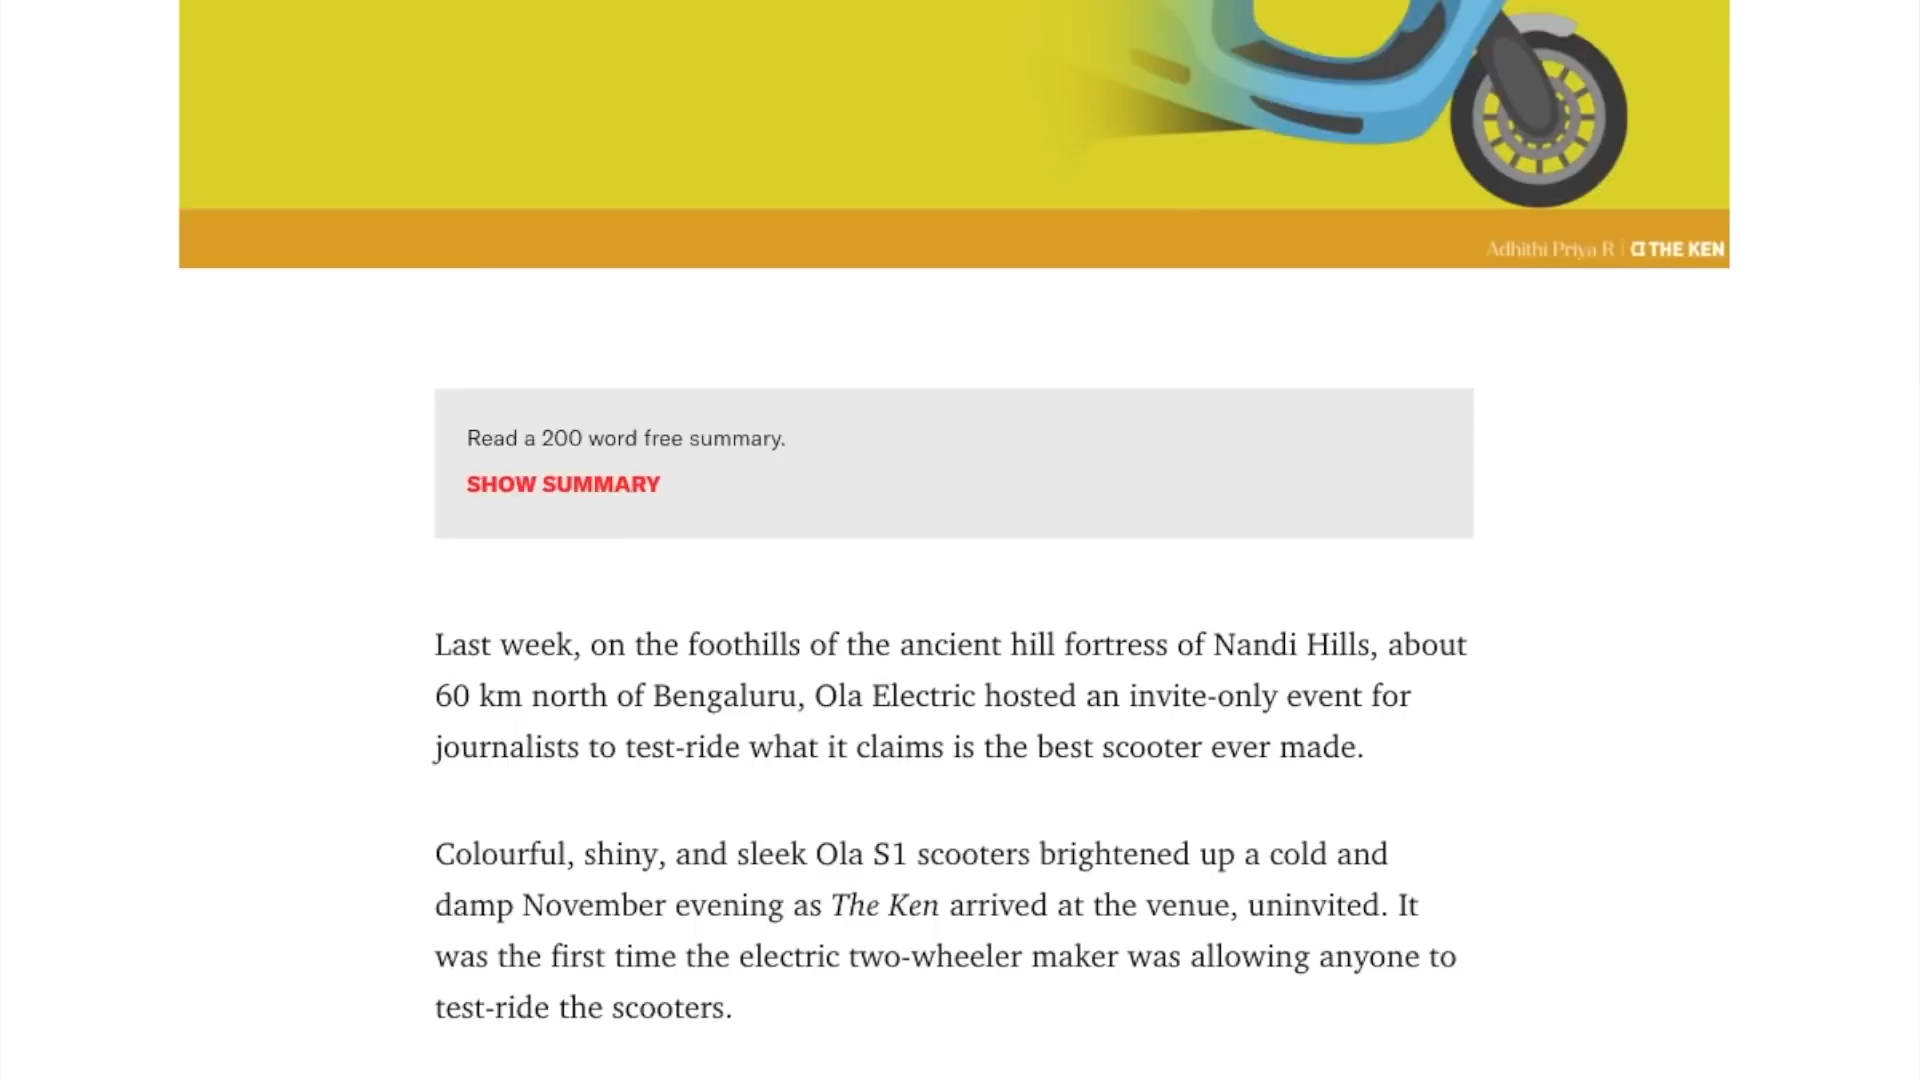 Adhithi Priya R | THE KEN
Read a 200 word free summary.
SHOW SUMMARY
Last week, on the foothills of the ancient hill fortress of Nandi Hills, about
60 km north of Bengaluru, Ola Electric hosted an invite-only event for
journalists to test-ride what it claims is the best scooter ever made.
Colourful, shiny, and sleek Ola S1 scooters brightened up a cold and
damp November evening as The Ken arrived at the venue, uninvited. It
was the first time the electric two-wheeler maker was allowing anyone to
test-ride the scooters.